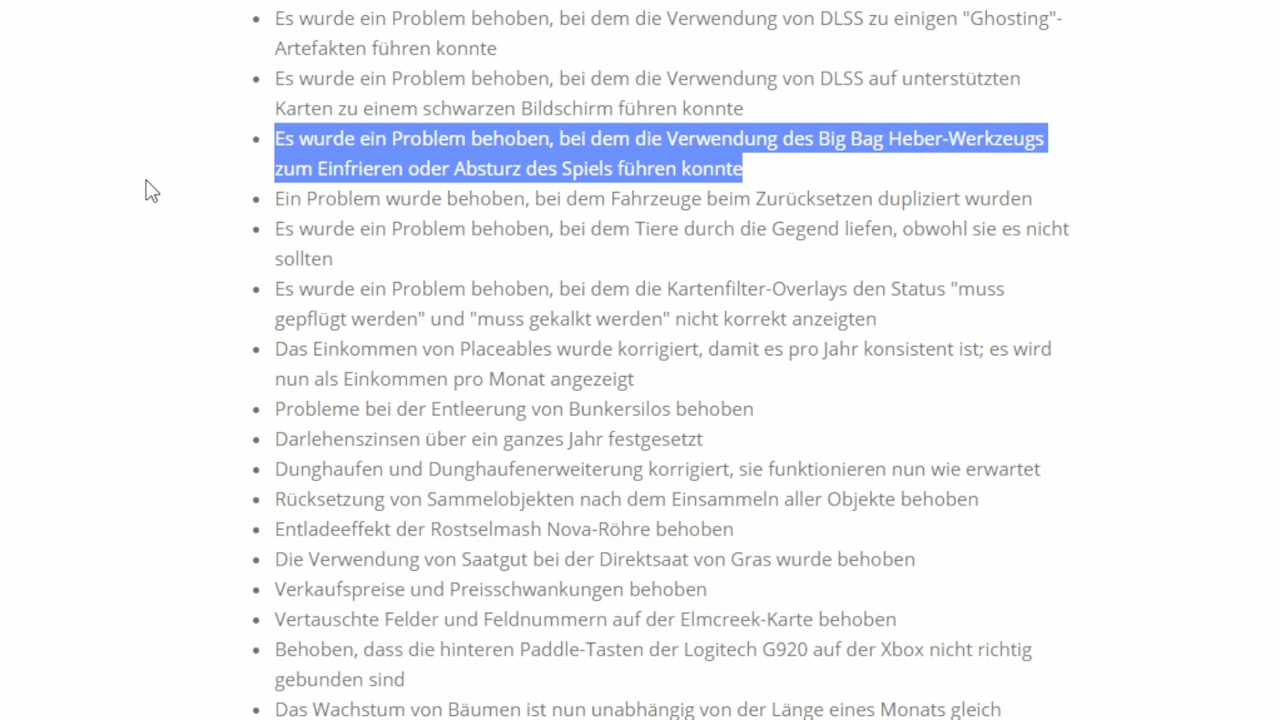 Es wurde ein Problem behoben, bei dem die Verwendung von DLSS zu einigen "Ghosting"-
Artefakten führen konnte
Es wurde ein Problem behoben, bei dem die Verwendung von DLSS auf unterstützten
Karten zu einem schwarzen Bildschirm führen konnte
Es wurde ein Problem behoben, bei dem die Verwendung des Big Bag Heber-Werkzeugs
zum Einfrieren oder Absturz des Spiels führen konnte
Ein Problem wurde behoben, bei dem Fahrzeuge beim Zurücksetzen dupliziert wurden
Es wurde ein Problem behoben, bei dem Tiere durch die Gegend liefen, obwohl sie es nicht
sollten
Es wurde ein Problem behoben, bei dem die Kartenfilter-Overlays den Status "muss
gepflügt werden" und "muss gekalkt werden" nicht korrekt anzeigten
Das Einkommen von Placeables wurde korrigiert, damit es pro Jahr konsistent ist; es wird
nun als Einkommen pro Monat angezeigt
Probleme bei der Entleerung von Bunkersilos behoben
Darlehenszinsen über ein ganzes Jahr festgesetzt
Dunghaufen und Dunghaufenerweiterung korrigiert, sie funktionieren nun wie erwartet
Rücksetzung von Sammelobjekten nach dem Einsammeln aller Objekte behoben
Entladeeffekt der Rostselmash Nova-Röhre behoben
Die Verwendung von Saatgut bei der Direktsaat von Gras wurde behoben
Verkaufspreise und Preisschwankungen behoben
Vertauschte Felder und Feldnummern auf der Elmcreek-Karte behoben
Behoben, dass die hinteren Paddle-Tasten der Logitech G920 auf der Xbox nicht richtig
gebunden sind
Das Wachstum von Bäumen ist nun unabhängig von der Länge eines Monats gleich